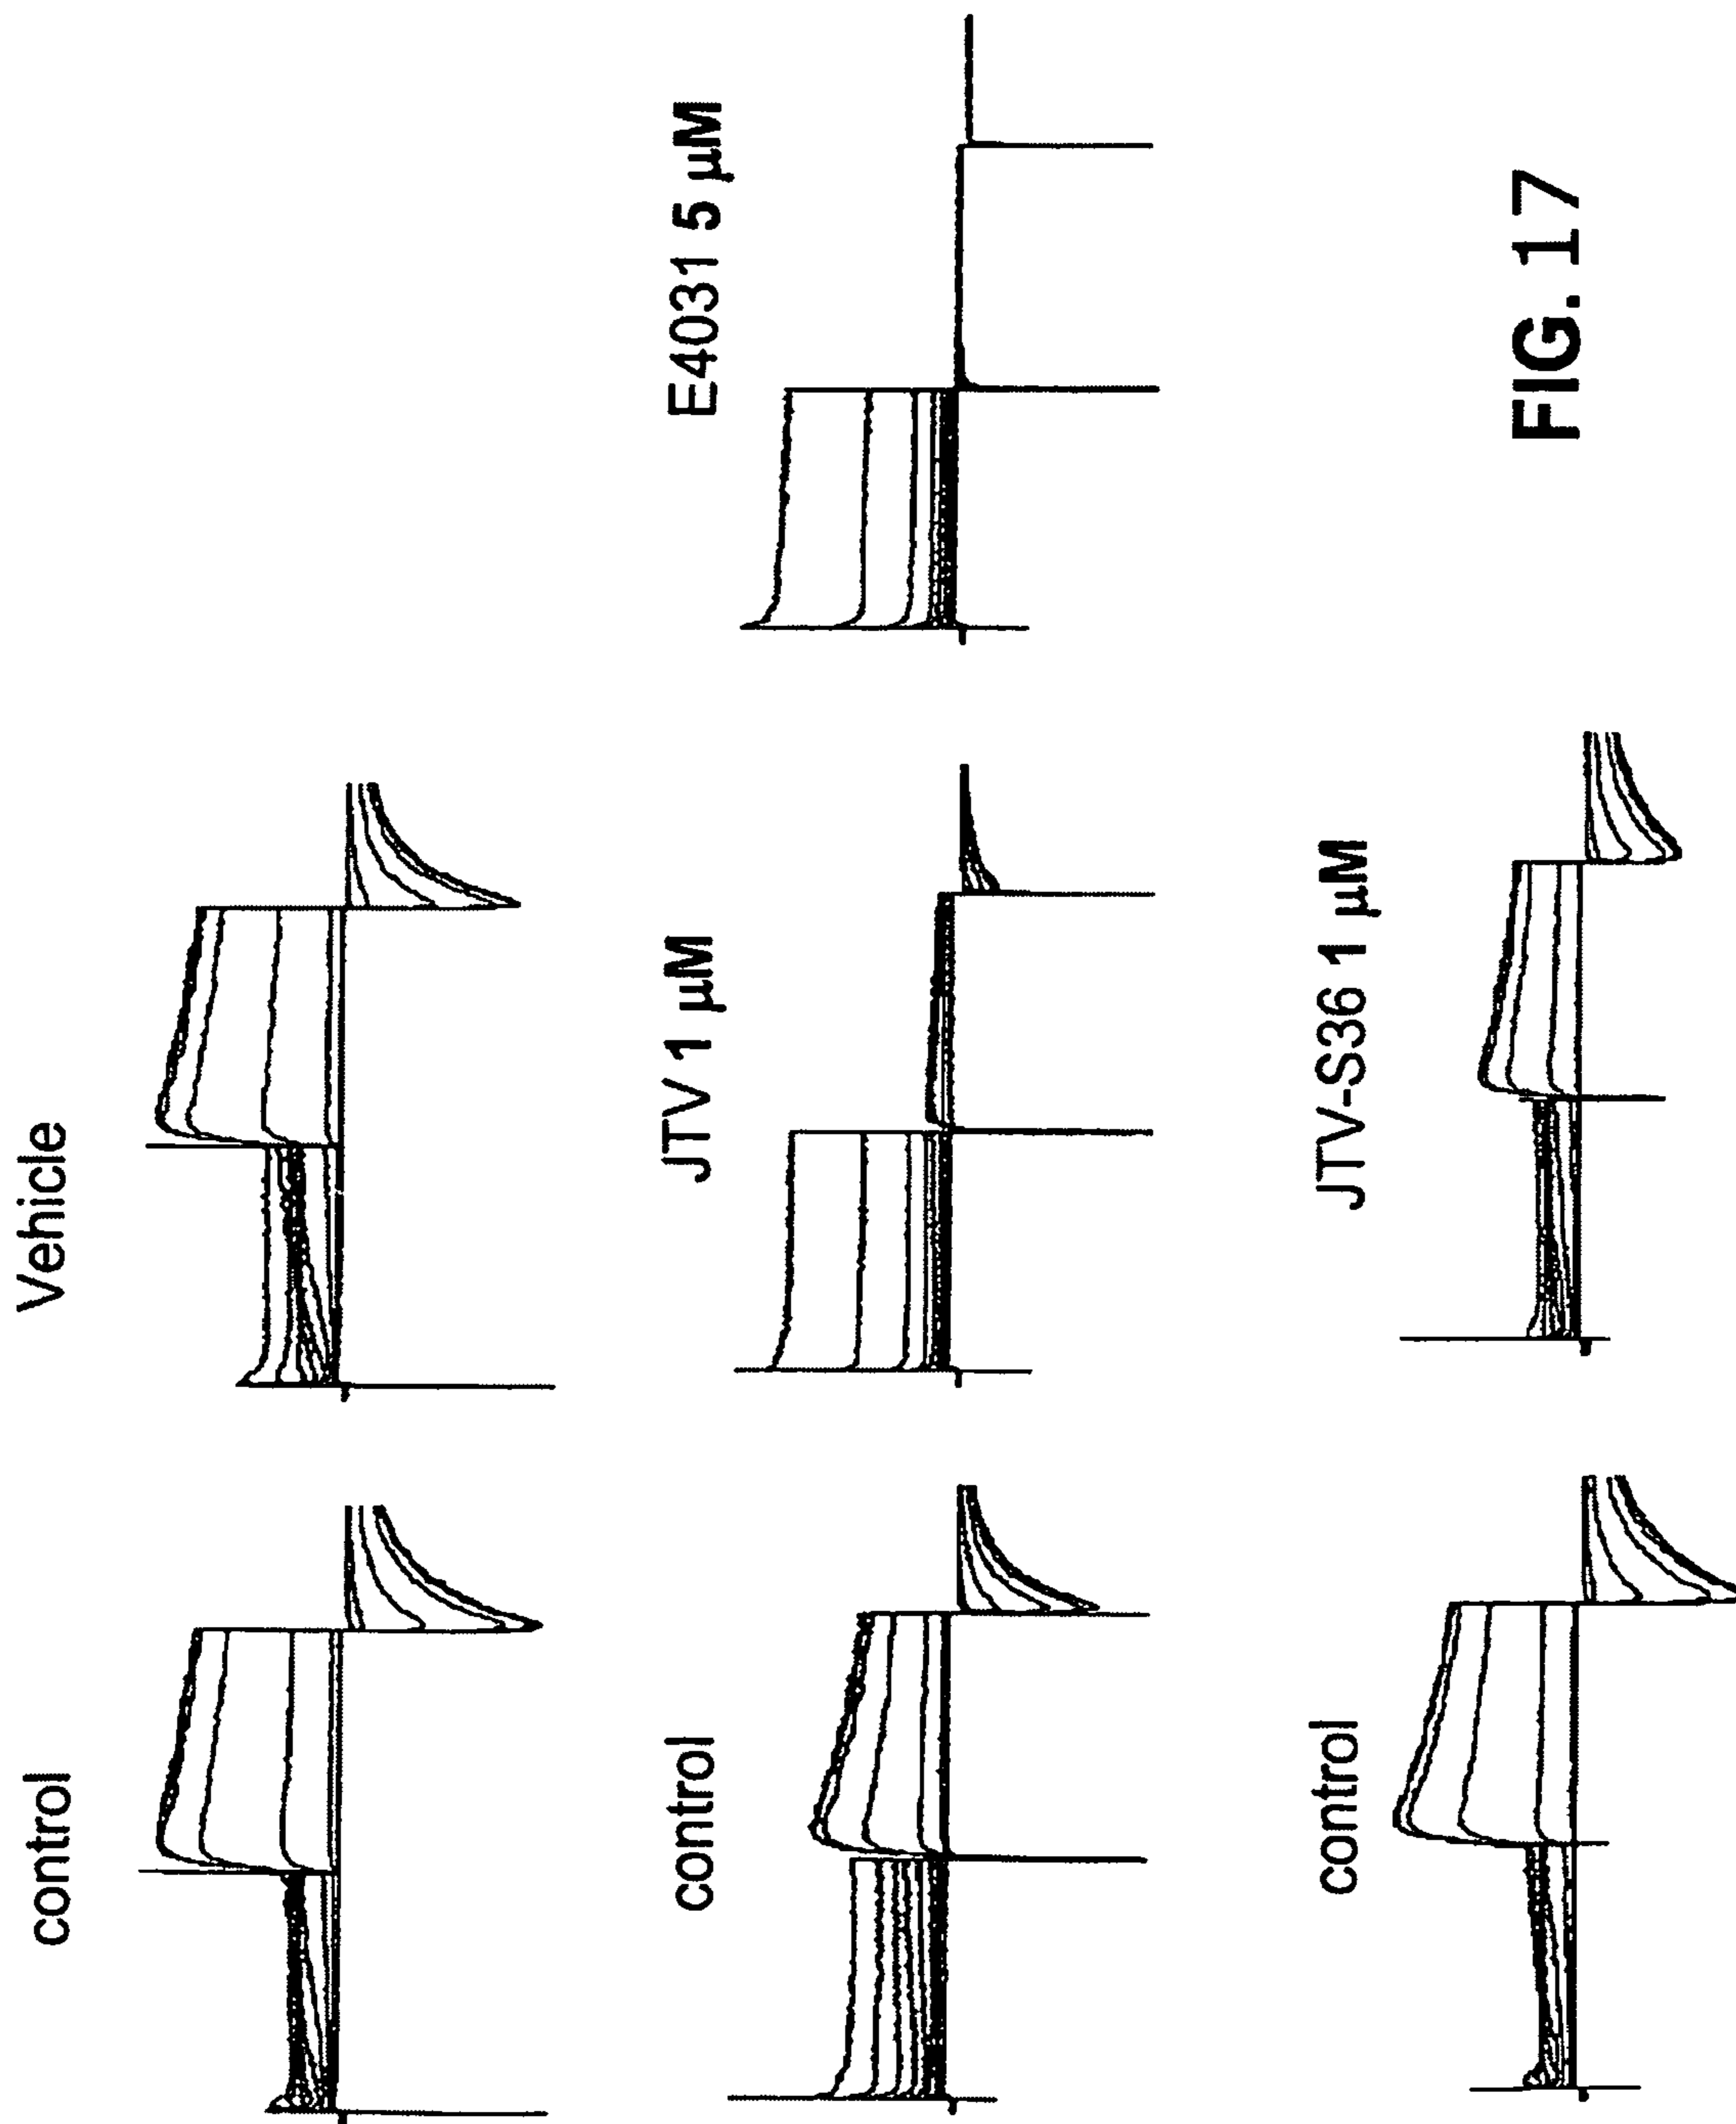 control
Vehicle
control
JTV 1 µM
E4031 5 µM
control
JTV-S36 1 µM
FIG. 17